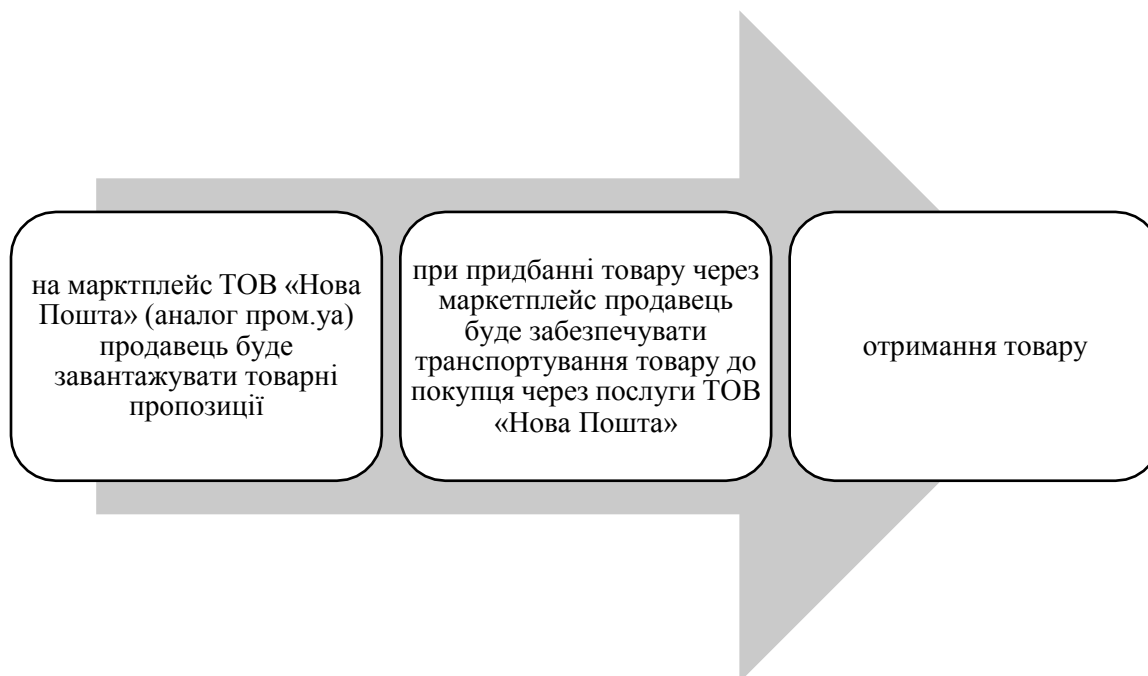 на марктплейс ТОВ «Нова
Пошта» (аналог пром.уа)
продавець буде
завантажувати товарні
пропозиції
при придбанні товару через
маркетплейс продавець
буде забезпечувати
транспортування товару до
покупця через послуги ТОВ
«Нова Пошта»
отримання товару